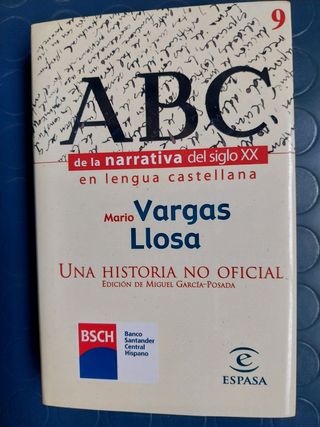 9
ABC
de la narrativa del siglo XX
en lengua castellana
Mario Vargas
Llosa
UNA HISTORIA NO OFICIAL
EDICIÓN DE MIGUEL GARCÍA-POSADA
BSCH
Banco
Santander
Central
Hispano
e
ESPASA